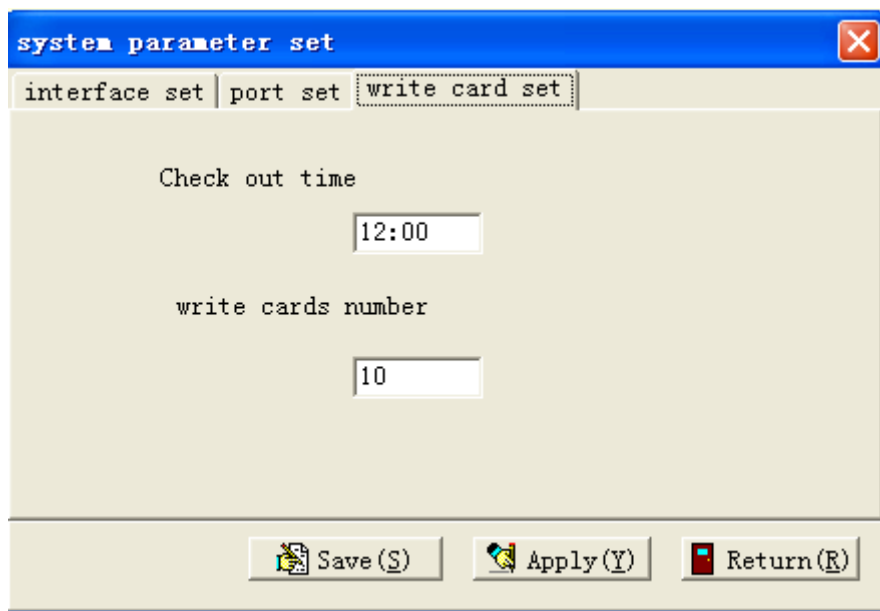 system parameter set
interface set port set write card set
Check out time
12:00
write cards number
10
Save(S) Apply(Y) Return(R)